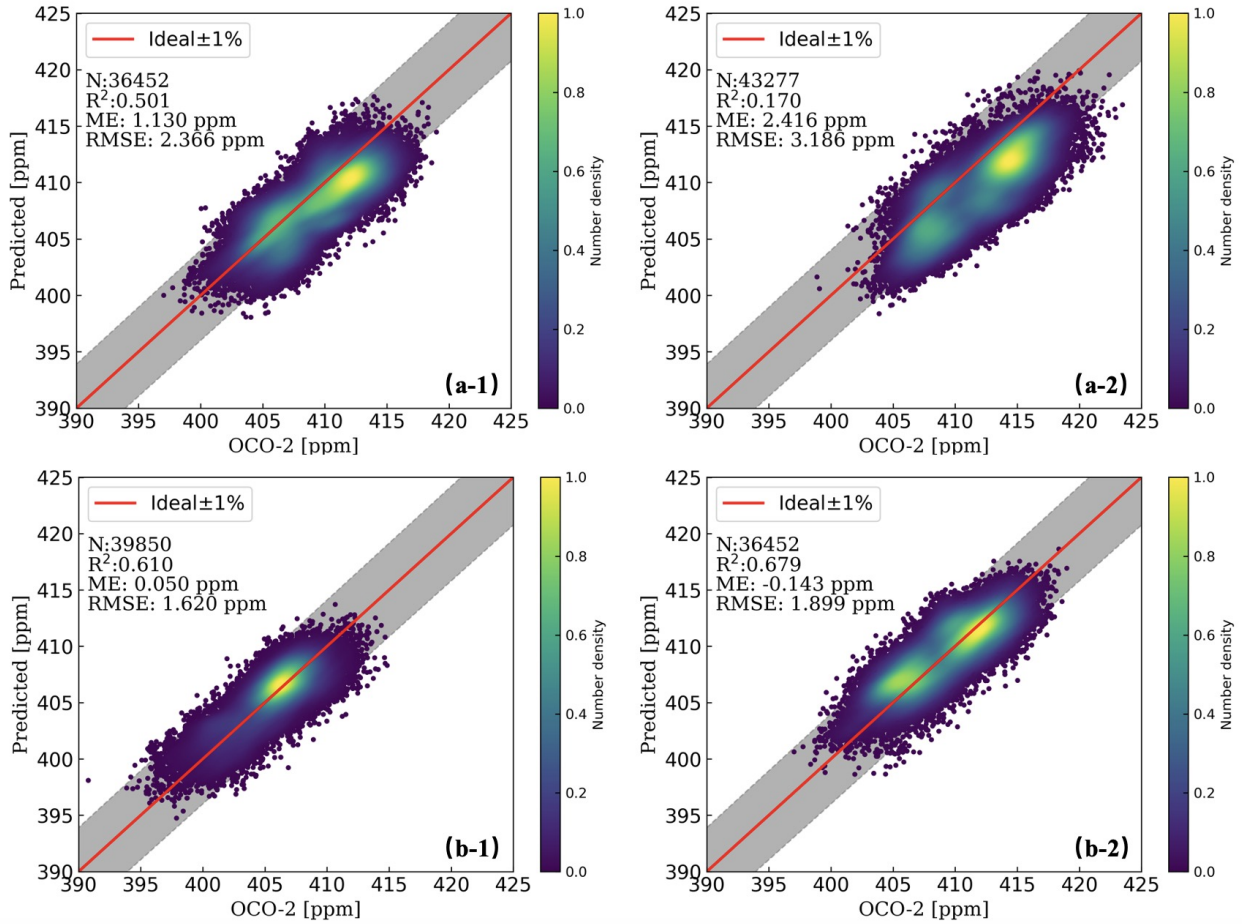 425
420
415
410
405
400
395
390
Predicted [ppm]
Ideal±1%
N:36452
R²:0.501
ME: 1.130 ppm
RMSE: 2.366 ppm
(a-1)
390 395 400 405 410 415 420 425
OCO-2 [ppm]
1.0
0.8
0.6
0.4
0.2
0.0
Number density
425
420
415
410
405
400
395
390
Predicted [ppm]
Ideal±1%
N:43277
R²:0.170
ME: 2.416 ppm
RMSE: 3.186 ppm
(a-2)
390 395 400 405 410 415 420 425
OCO-2 [ppm]
1.0
0.8
0.6
0.4
0.2
0.0
Number density
425
420
415
410
405
400
395
390
Predicted [ppm]
Ideal±1%
N:39850
R²:0.610
ME: 0.050 ppm
RMSE: 1.620 ppm
(b-1)
390 395 400 405 410 415 420 425
OCO-2 [ppm]
1.0
0.8
0.6
0.4
0.2
0.0
Number density
425
420
415
410
405
400
395
390
Predicted [ppm]
Ideal±1%
N:36452
R²:0.679
ME: -0.143 ppm
RMSE: 1.899 ppm
(b-2)
390 395 400 405 410 415 420 425
OCO-2 [ppm]
1.0
0.8
0.6
0.4
0.2
0.0
Number density